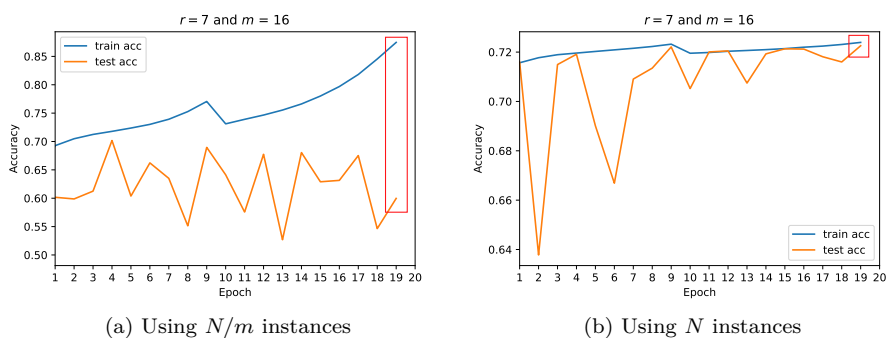 r = 7 and m = 16
Accuracy
0.85
0.80
0.75
0.70
0.65
0.60
0.55
0.50
train acc
test acc
1 2 3 4 5 6 7 8 9 10 11 12 13 14 15 16 17 18 19 20
Epoch
(a) Using N/m instances
r = 7 and m = 16
Accuracy
0.72
0.70
0.68
0.66
0.64
train acc
test acc
1 2 3 4 5 6 7 8 9 10 11 12 13 14 15 16 17 18 19 20
Epoch
(b) Using N instances